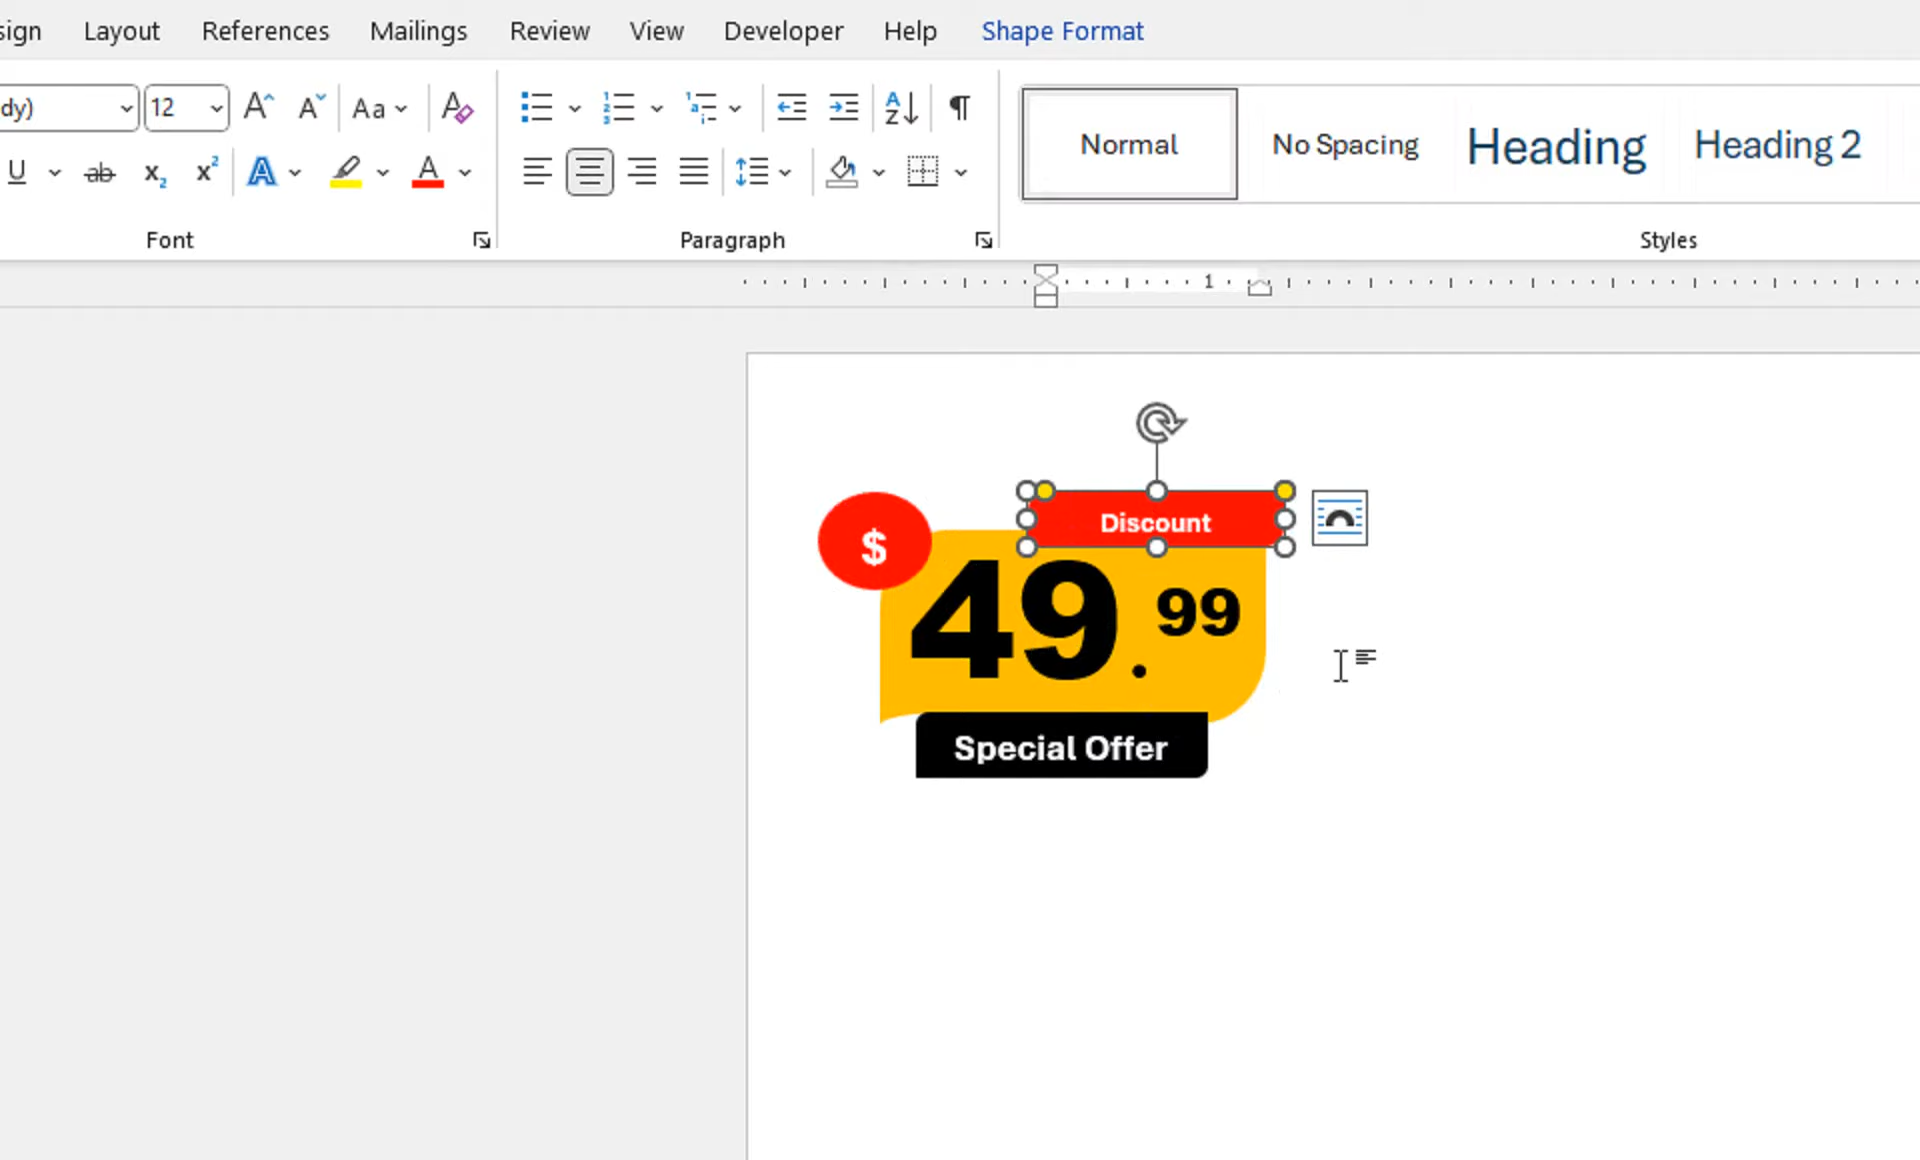 sign Layout References Mailings Review View Developer Help Shape Format
dy) 12 Aa
Normal No Spacing Heading Heading 2
Font Paragraph Styles
1
Discount
$
49.99
Special Offer